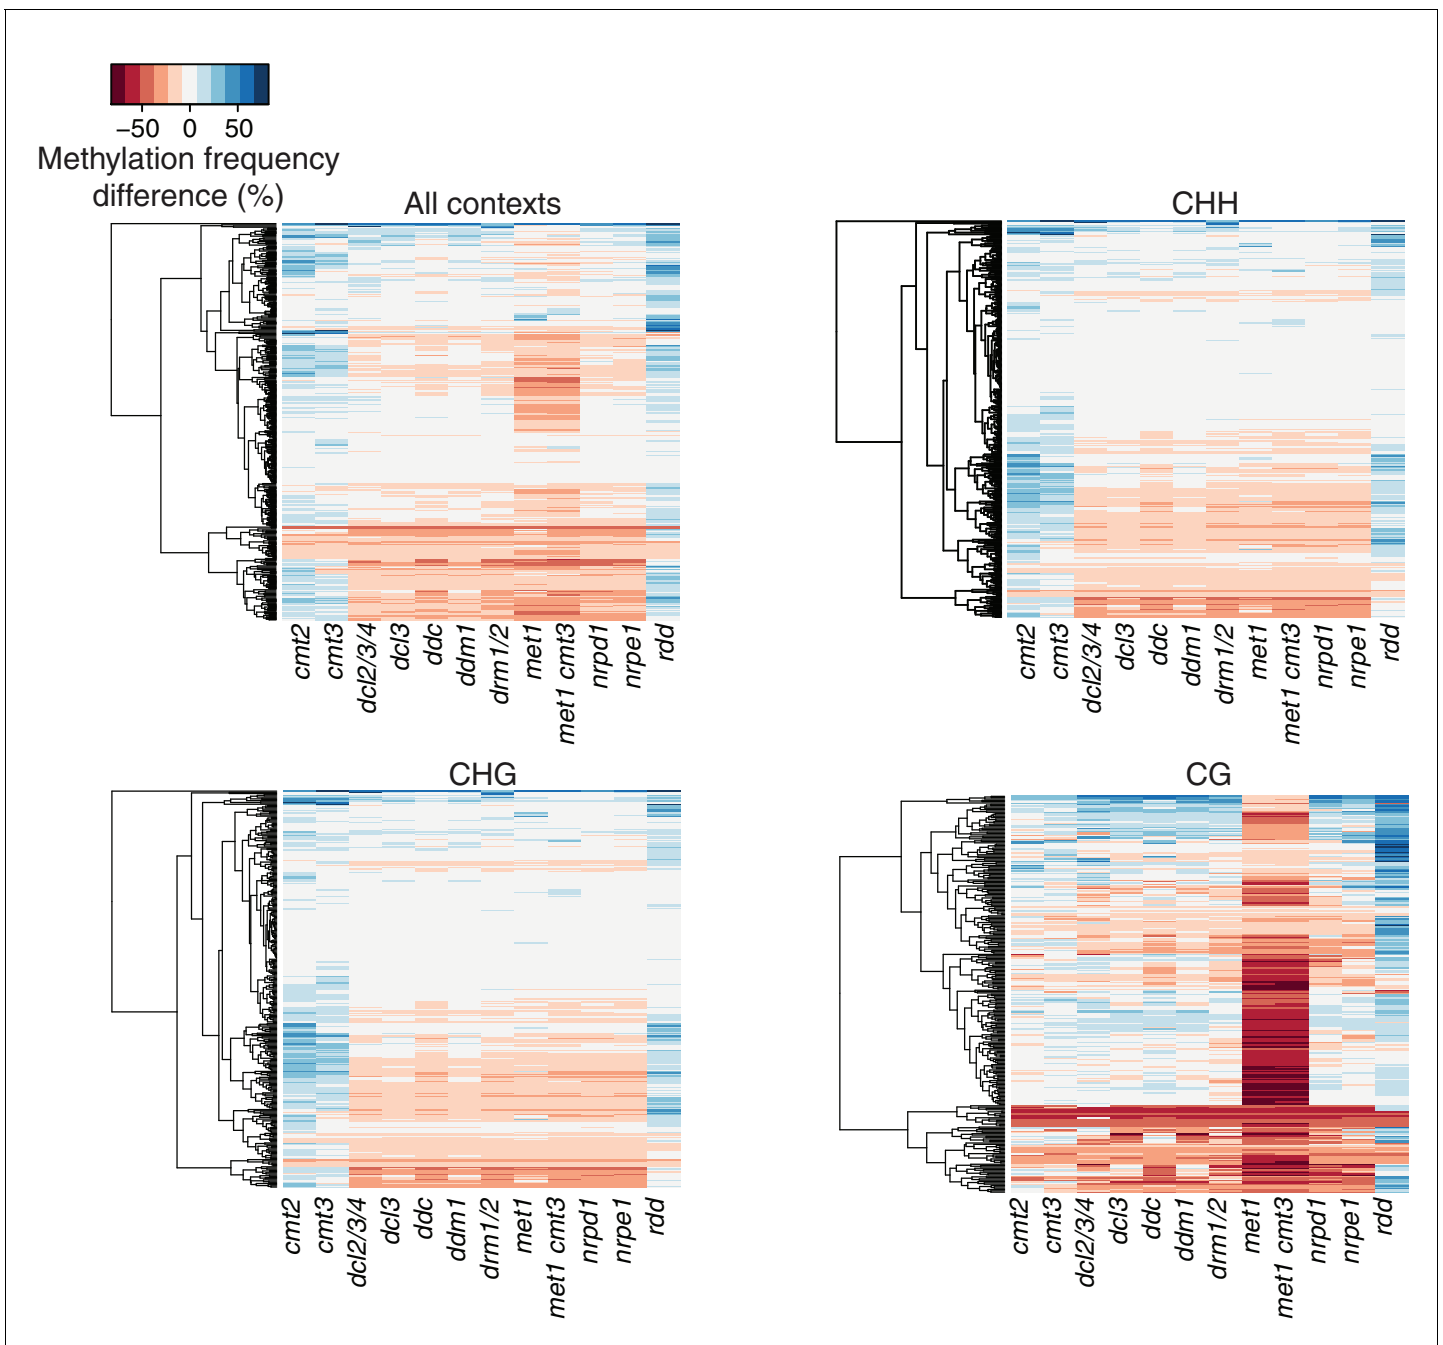 −50 0 50
Methylation frequency
difference (%)
All contexts
cmt2 cmt3 dcl2/3/4 dcl3 ddc ddm1 drm1/2 met1 met1 cmt3 nrpd1 nrpe1 rdd
CHH
cmt2 cmt3 dcl2/3/4 dcl3 ddc ddm1 drm1/2 met1 met1 cmt3 nrpd1 nrpe1 rdd
CHG
cmt2 cmt3 dcl2/3/4 dcl3 ddc ddm1 drm1/2 met1 met1 cmt3 nrpd1 nrpe1 rdd
CG
cmt2 cmt3 dcl2/3/4 dcl3 ddc ddm1 drm1/2 met1 met1 cmt3 nrpd1 nrpe1 rdd